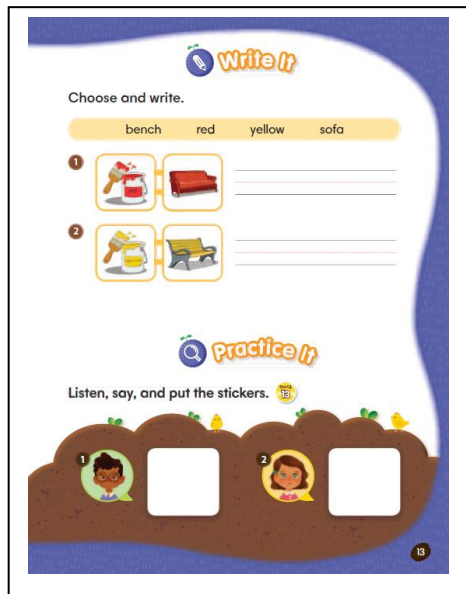 Write It
Choose and write.
bench red yellow sofa
1
2
Practice It
Listen, say, and put the stickers.
13
1
2
13